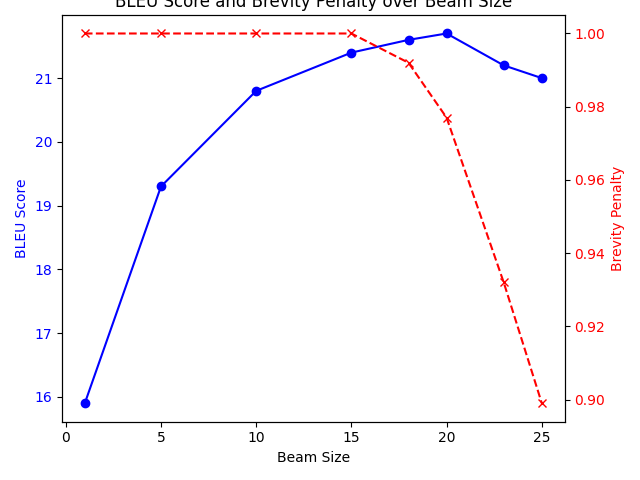 BLEU Score and Brevity Penalty over Beam Size
21
20
19
18
17
16
BLEU Score
1.00
0.98
0.96
0.94
0.92
0.90
Brevity Penalty
0 5 10 15 20 25
Beam Size